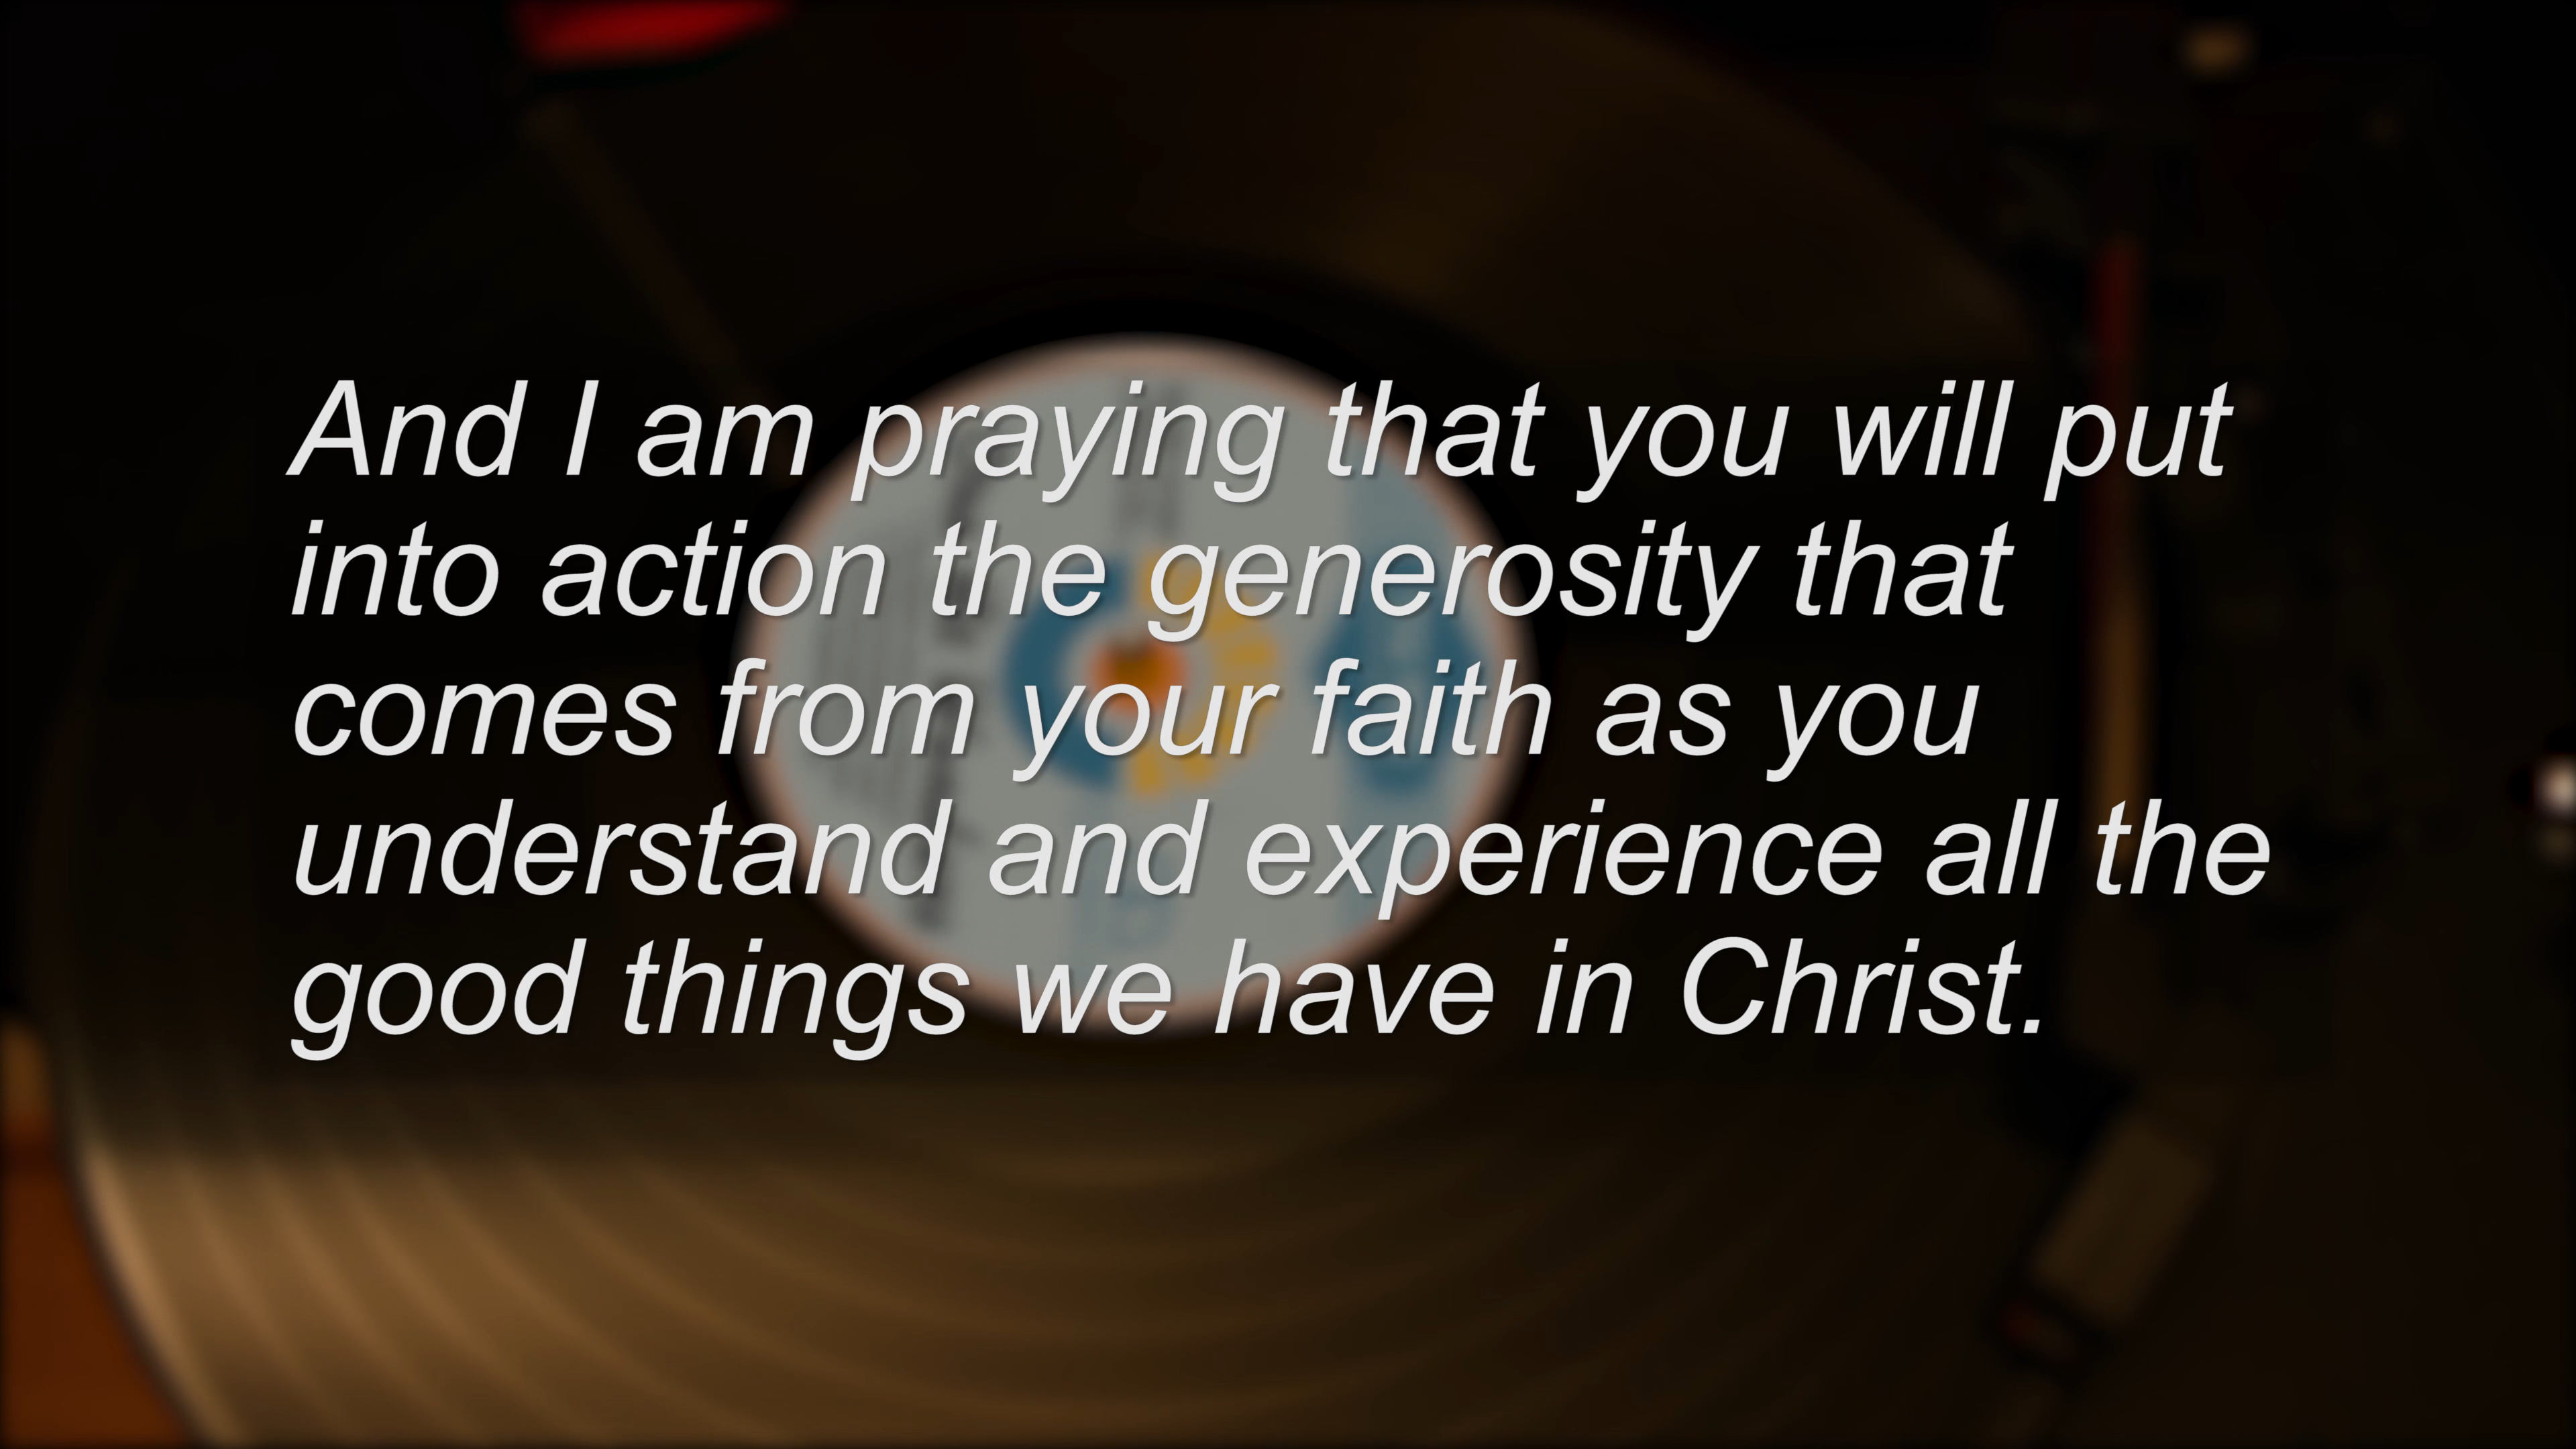 And I am praying that you will put
into action the generosity that
comes from your faith as you
understand and experience all the
good things we have in Christ.